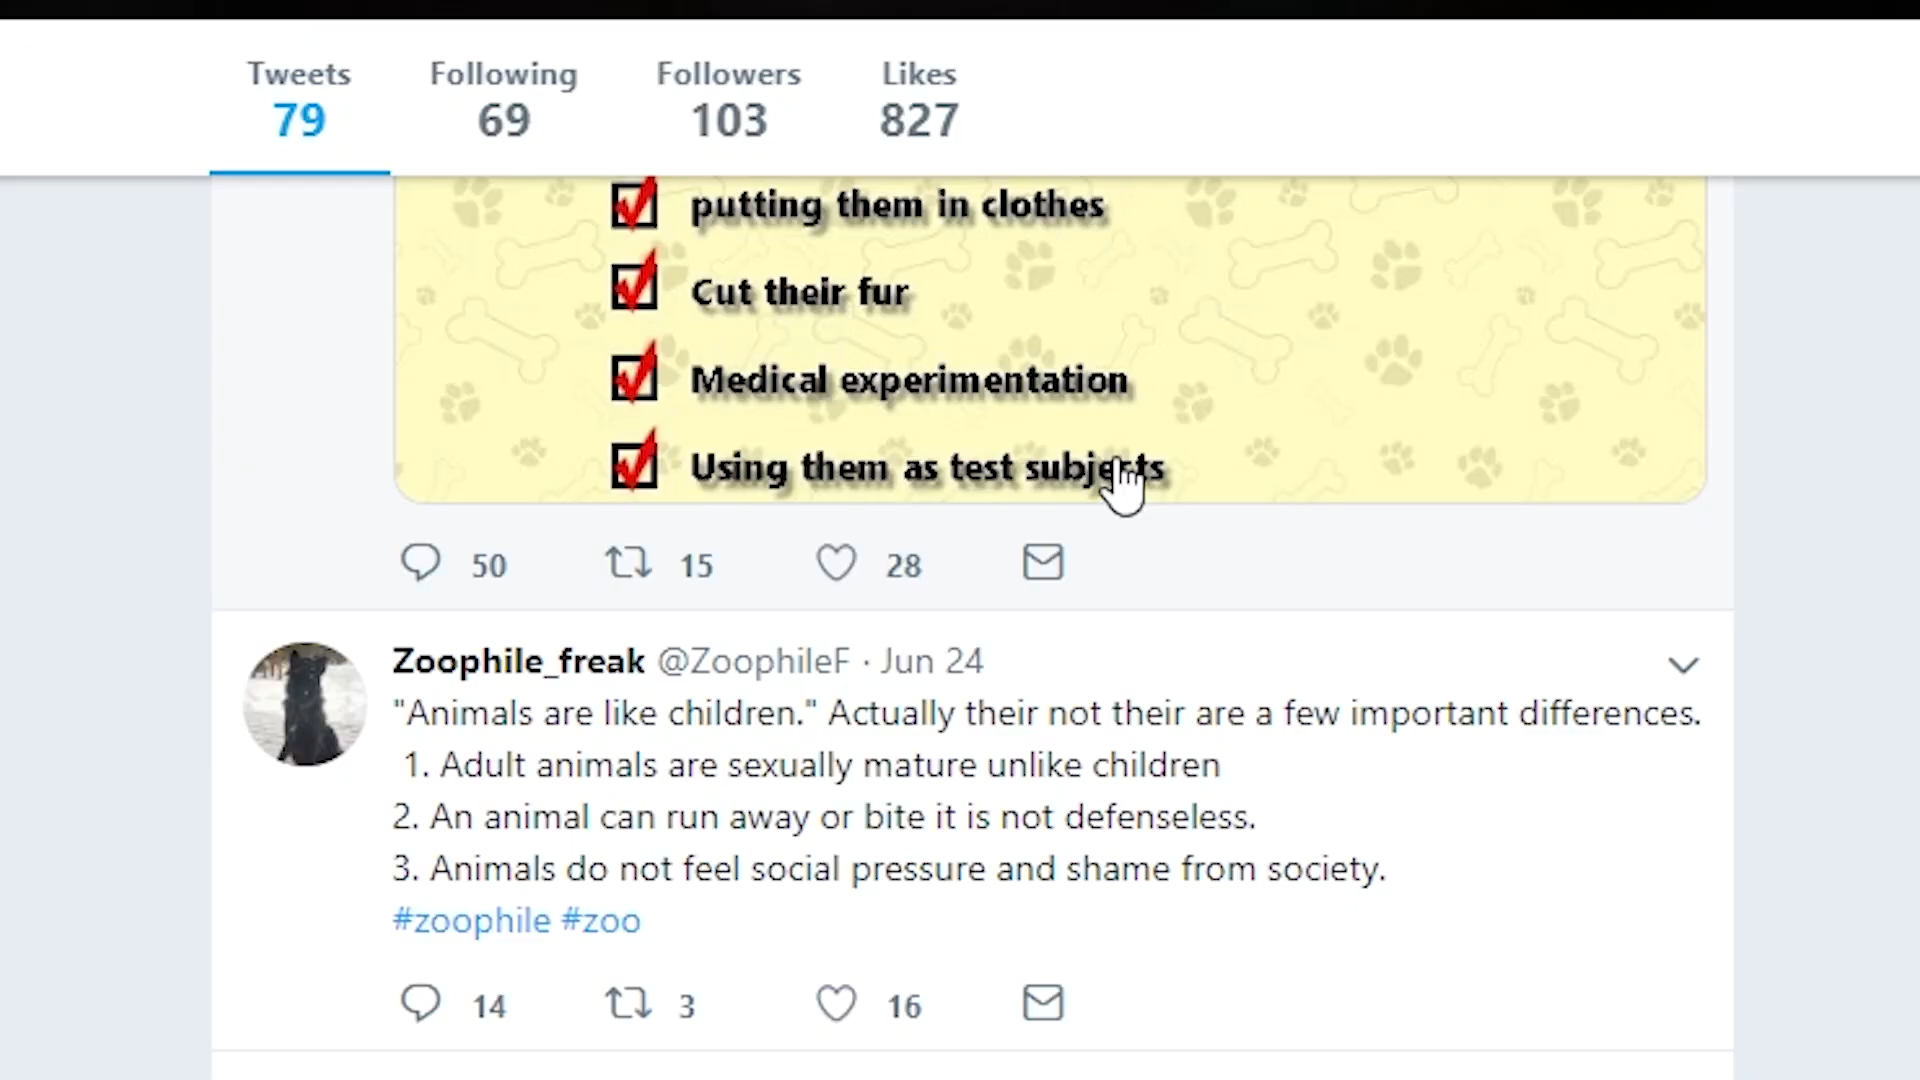 Tweets Following Followers Likes
79 69 103 827
putting them in clothes
Cut their fur
Medical experimentation
Using them as test subjects
50 15 28
Zoophile_freak @ZoophileF · Jun 24
"Animals are like children." Actually their not their are a few important differences.
1. Adult animals are sexually mature unlike children
2. An animal can run away or bite it is not defenseless.
3. Animals do not feel social pressure and shame from society.
#zoophile #zoo
14 3 16